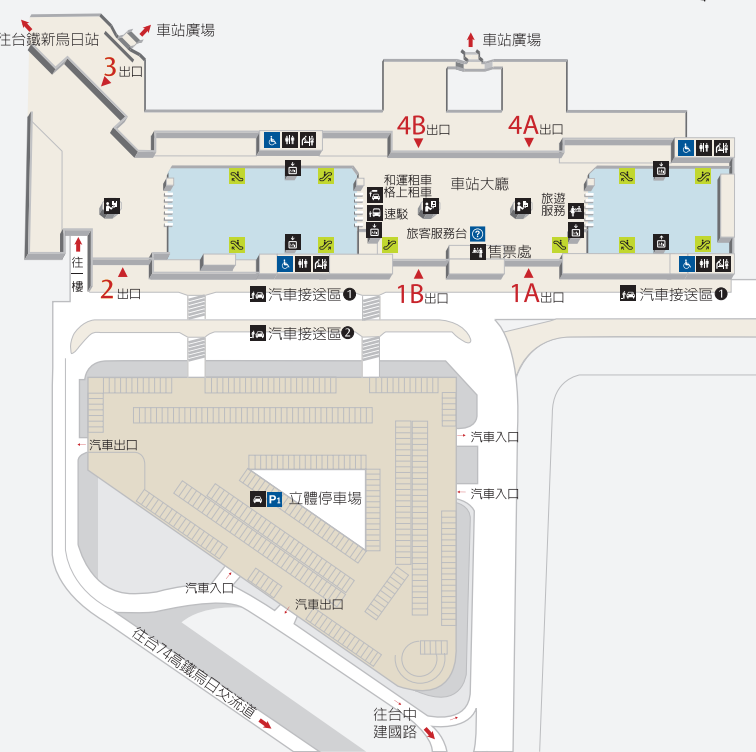 往台鐵新烏日站
車站廣場
車站廣場
3出口
4B出口
4A出口
和運租車
格上租車
車站大廳
旅遊
服務
速駁
旅客服務台
售票處
往
一
樓
2出口
1B出口
1A出口
汽車接送區❶
汽車接送區❶
汽車接送區❷
汽車出口
汽車入口
汽車入口
P1 立體停車場
汽車入口
汽車出口
往台74高鐵烏日交流道
往台中
建國路